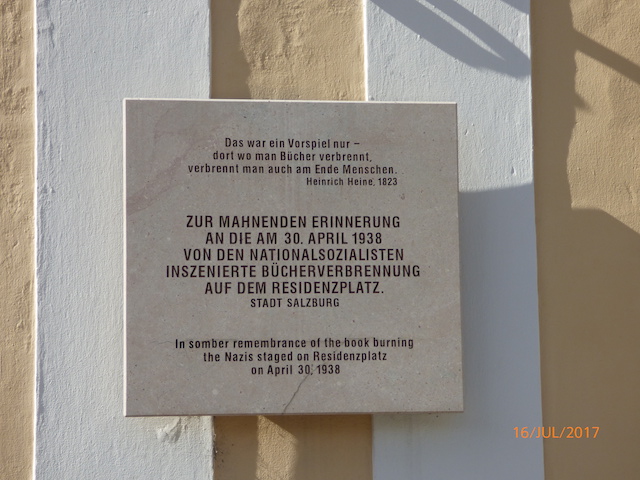 Das war ein Vorspiel nur –
dort wo man Bücher verbrennt,
verbrennt man auch am Ende Menschen.
Heinrich Heine, 1823
ZUR MAHNENDEN ERINNERUNG
AN DIE AM 30. APRIL 1938
VON DEN NATIONALSOZIALISTEN
INSZENIERTE BÜCHERVERBRENNUNG
AUF DEM RESIDENZPLATZ.
STADT SALZBURG
In somber remembrance of the book burning
the Nazis staged on Residenzplatz
on April 30, 1938
16/JUL/2017